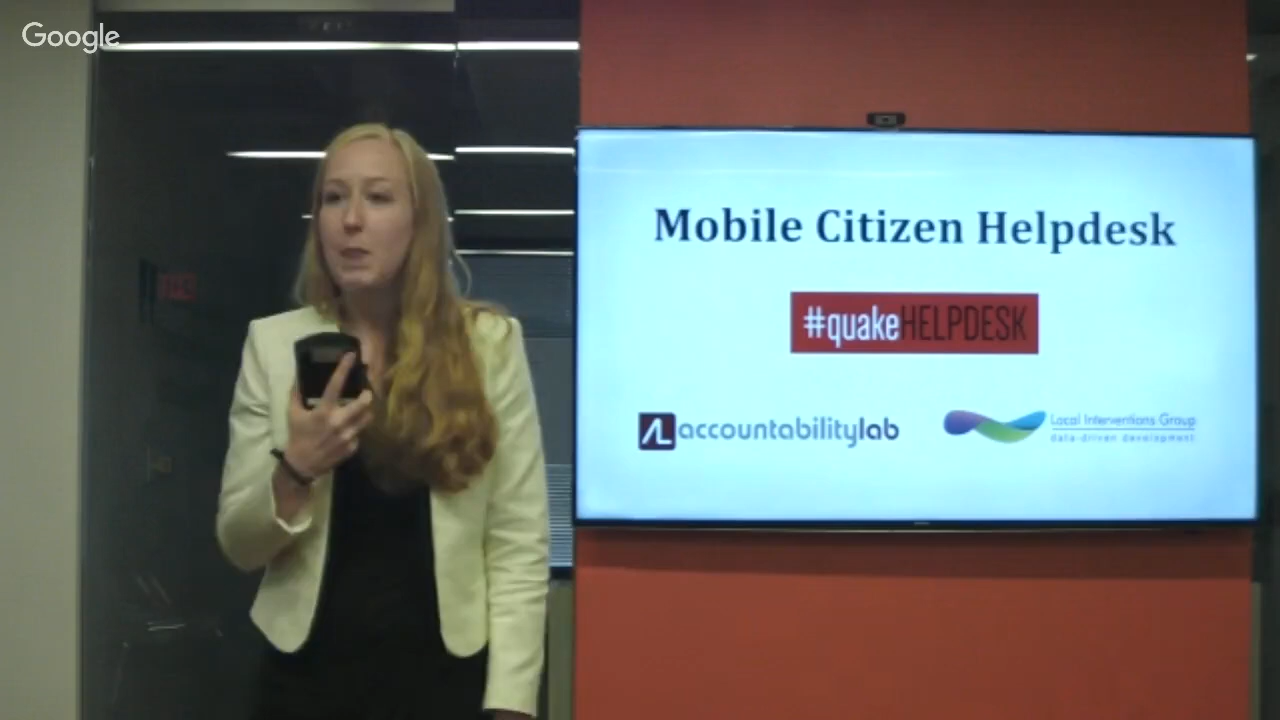 Google
Mobile Citizen Helpdesk
#quakeHELPDESK
accountabilitylab
Local Interventions Group
data-driven development